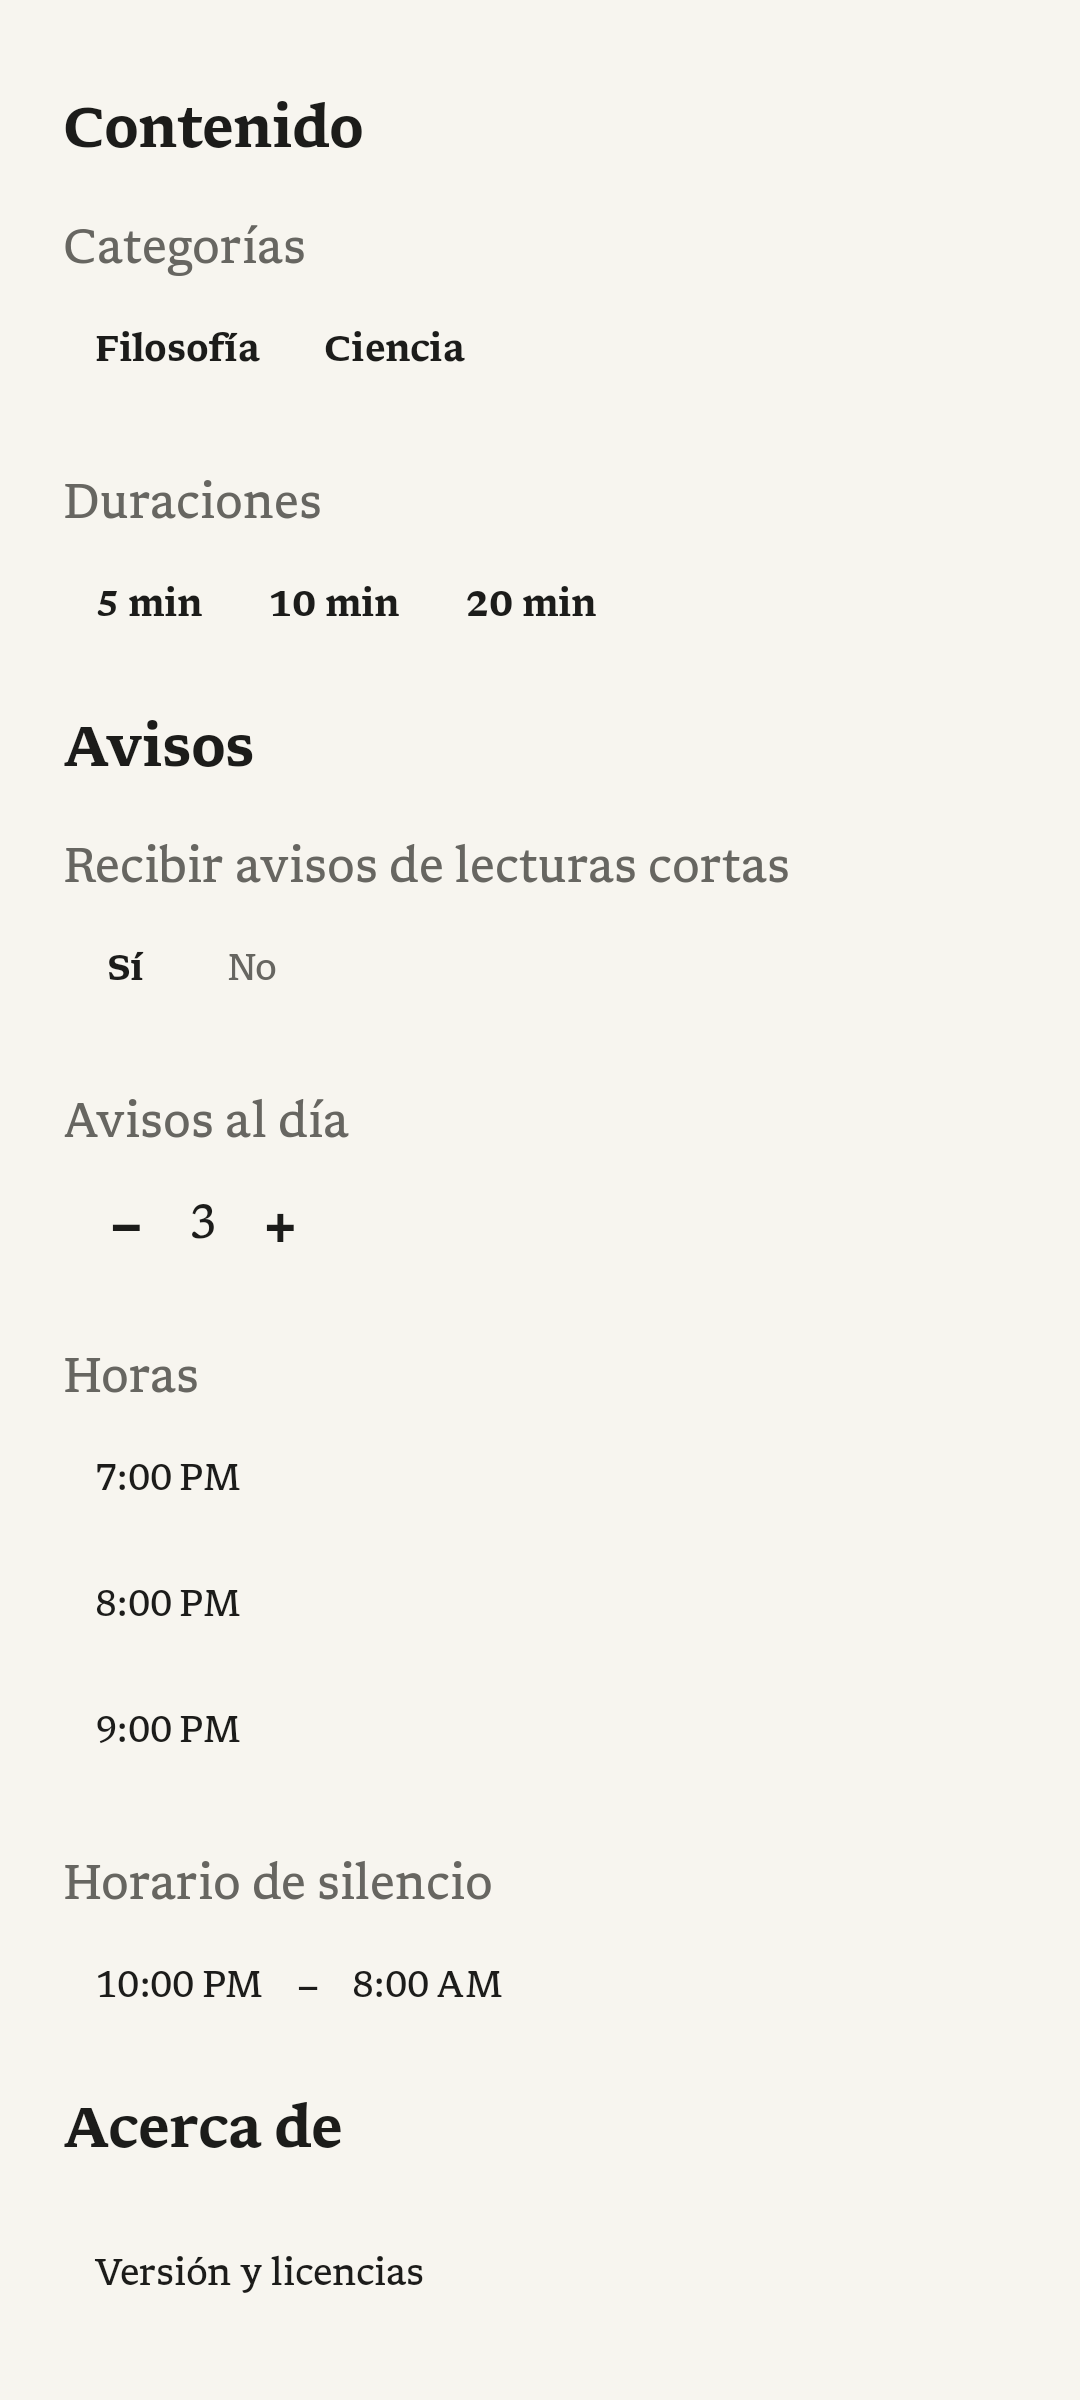 Contenido
Categorías
Filosofía Ciencia
Duraciones
5 min 10 min 20 min
Avisos
Recibir avisos de lecturas cortas
Sí No
Avisos al día
– 3 +
Horas
7:00 PM
8:00 PM
9:00 PM
Horario de silencio
10:00 PM – 8:00 AM
Acerca de
Versión y licencias